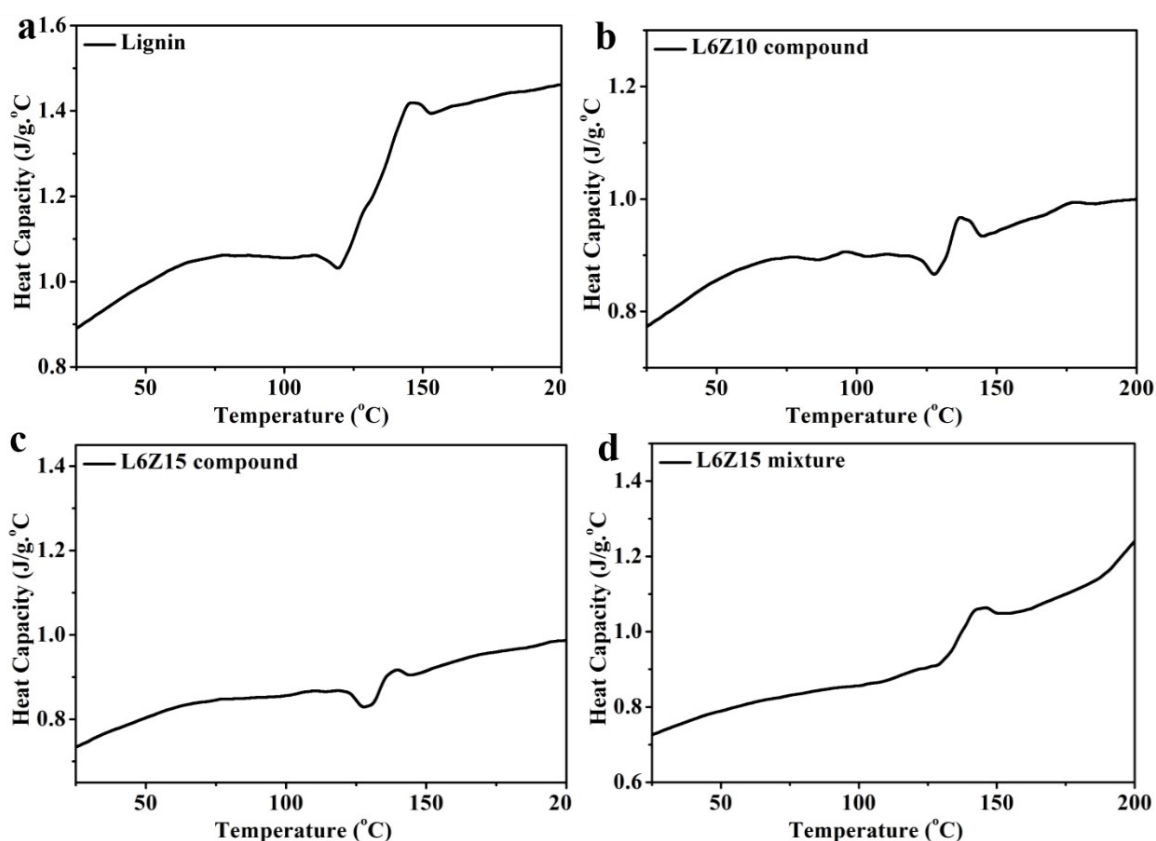 a
Lignin
1.6
1.4
1.2
1.0
0.8
Heat Capacity (J/g.°C
50
100
150
20
Temperature (°C)
b
L6Z10 compound
1.2
1.0
0.8
Heat Capacity (J/g.°C
50
100
150
200
Temperature (°C)
c
L6Z15 compound
1.4
1.2
1.0
0.8
Heat Capacity (J/g.°C
50
100
150
20
Temperature (°C)
d
L6Z15 mixture
1.4
1.2
1.0
0.8
0.6
Heat Capacity (J/g.°C
50
100
150
200
Temperature (°C)